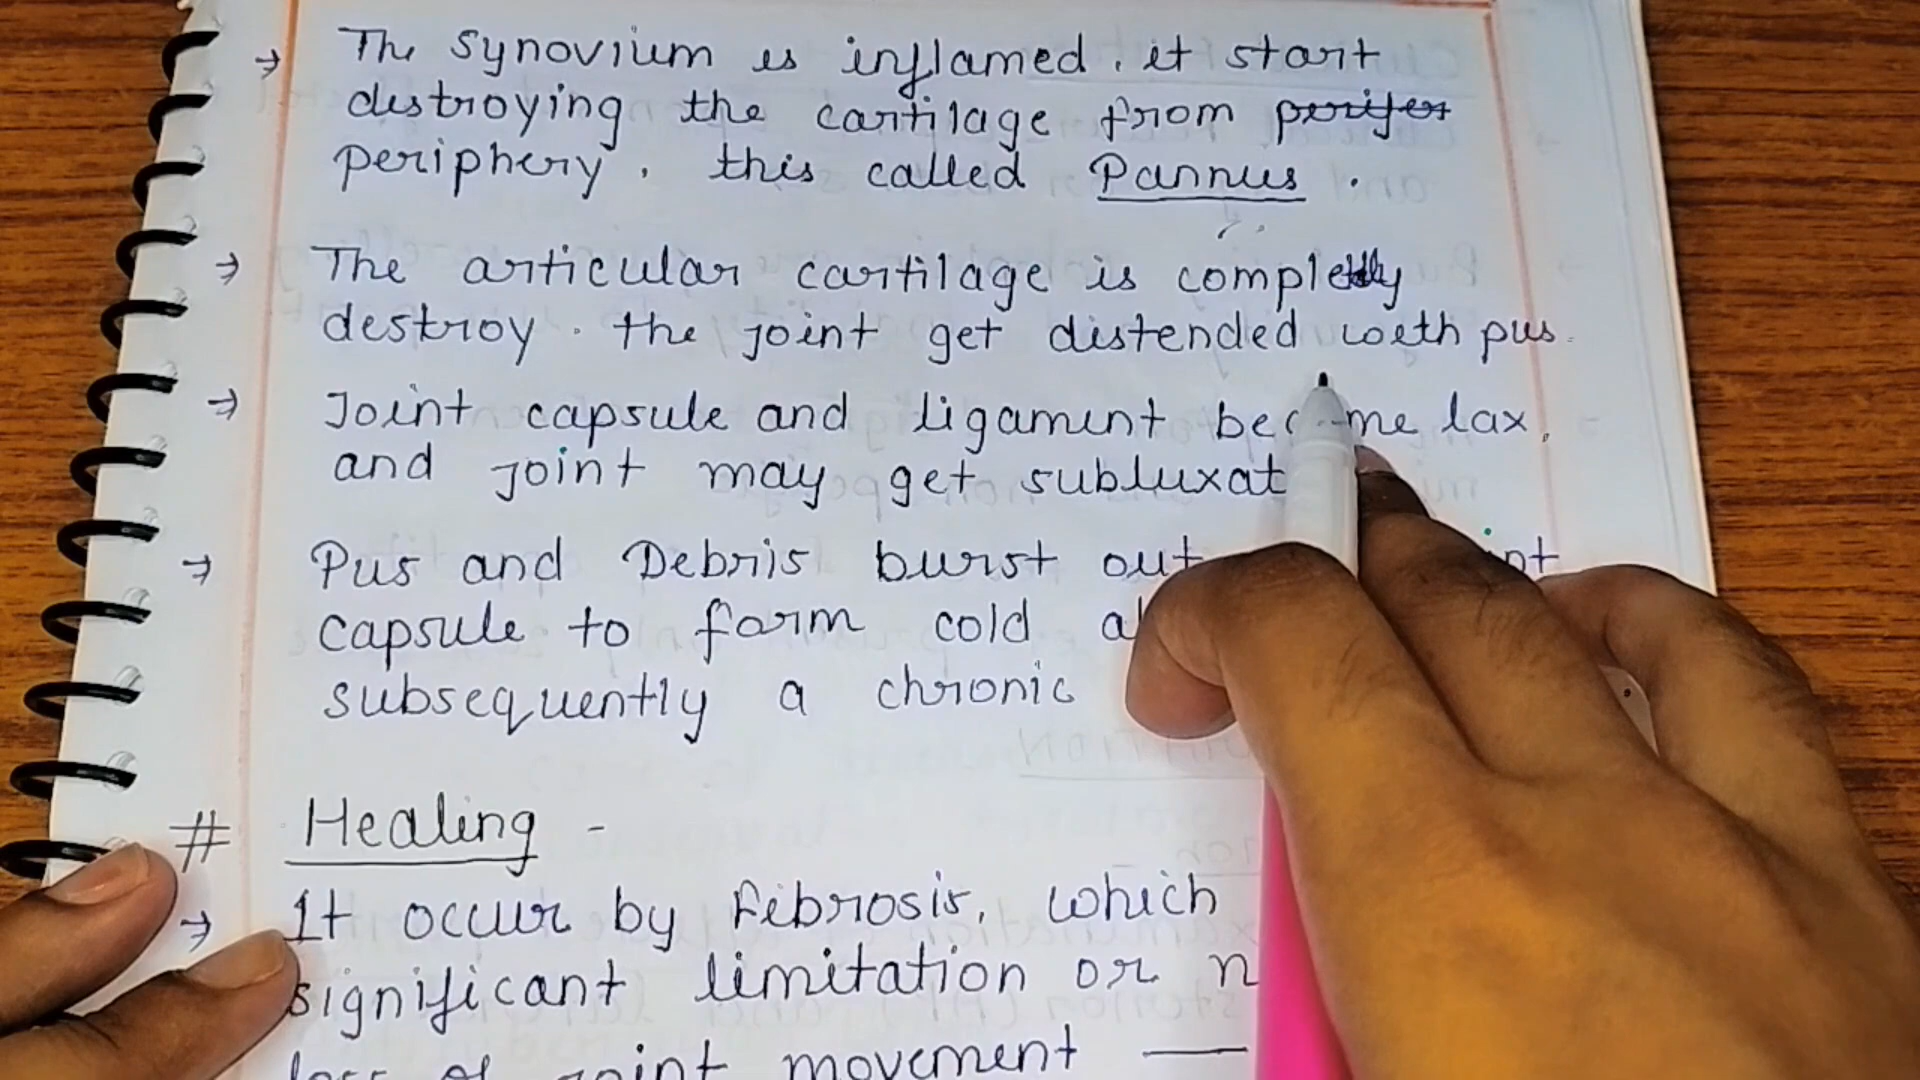 → The synovium is inflamed. it start
destroying the cartilage from perifer
periphery. this called Pannus.
→ The articular cartilage is completly
destroy. the joint get distended with pus.
→ Joint capsule and ligament become lax,
and joint may get subluxat
→ Pus and Debris burst out
capsule to form cold
subsequently a chronic
# Healing -
→ It occur by fibrosis, which
significant limitation or
loss of joint movement —